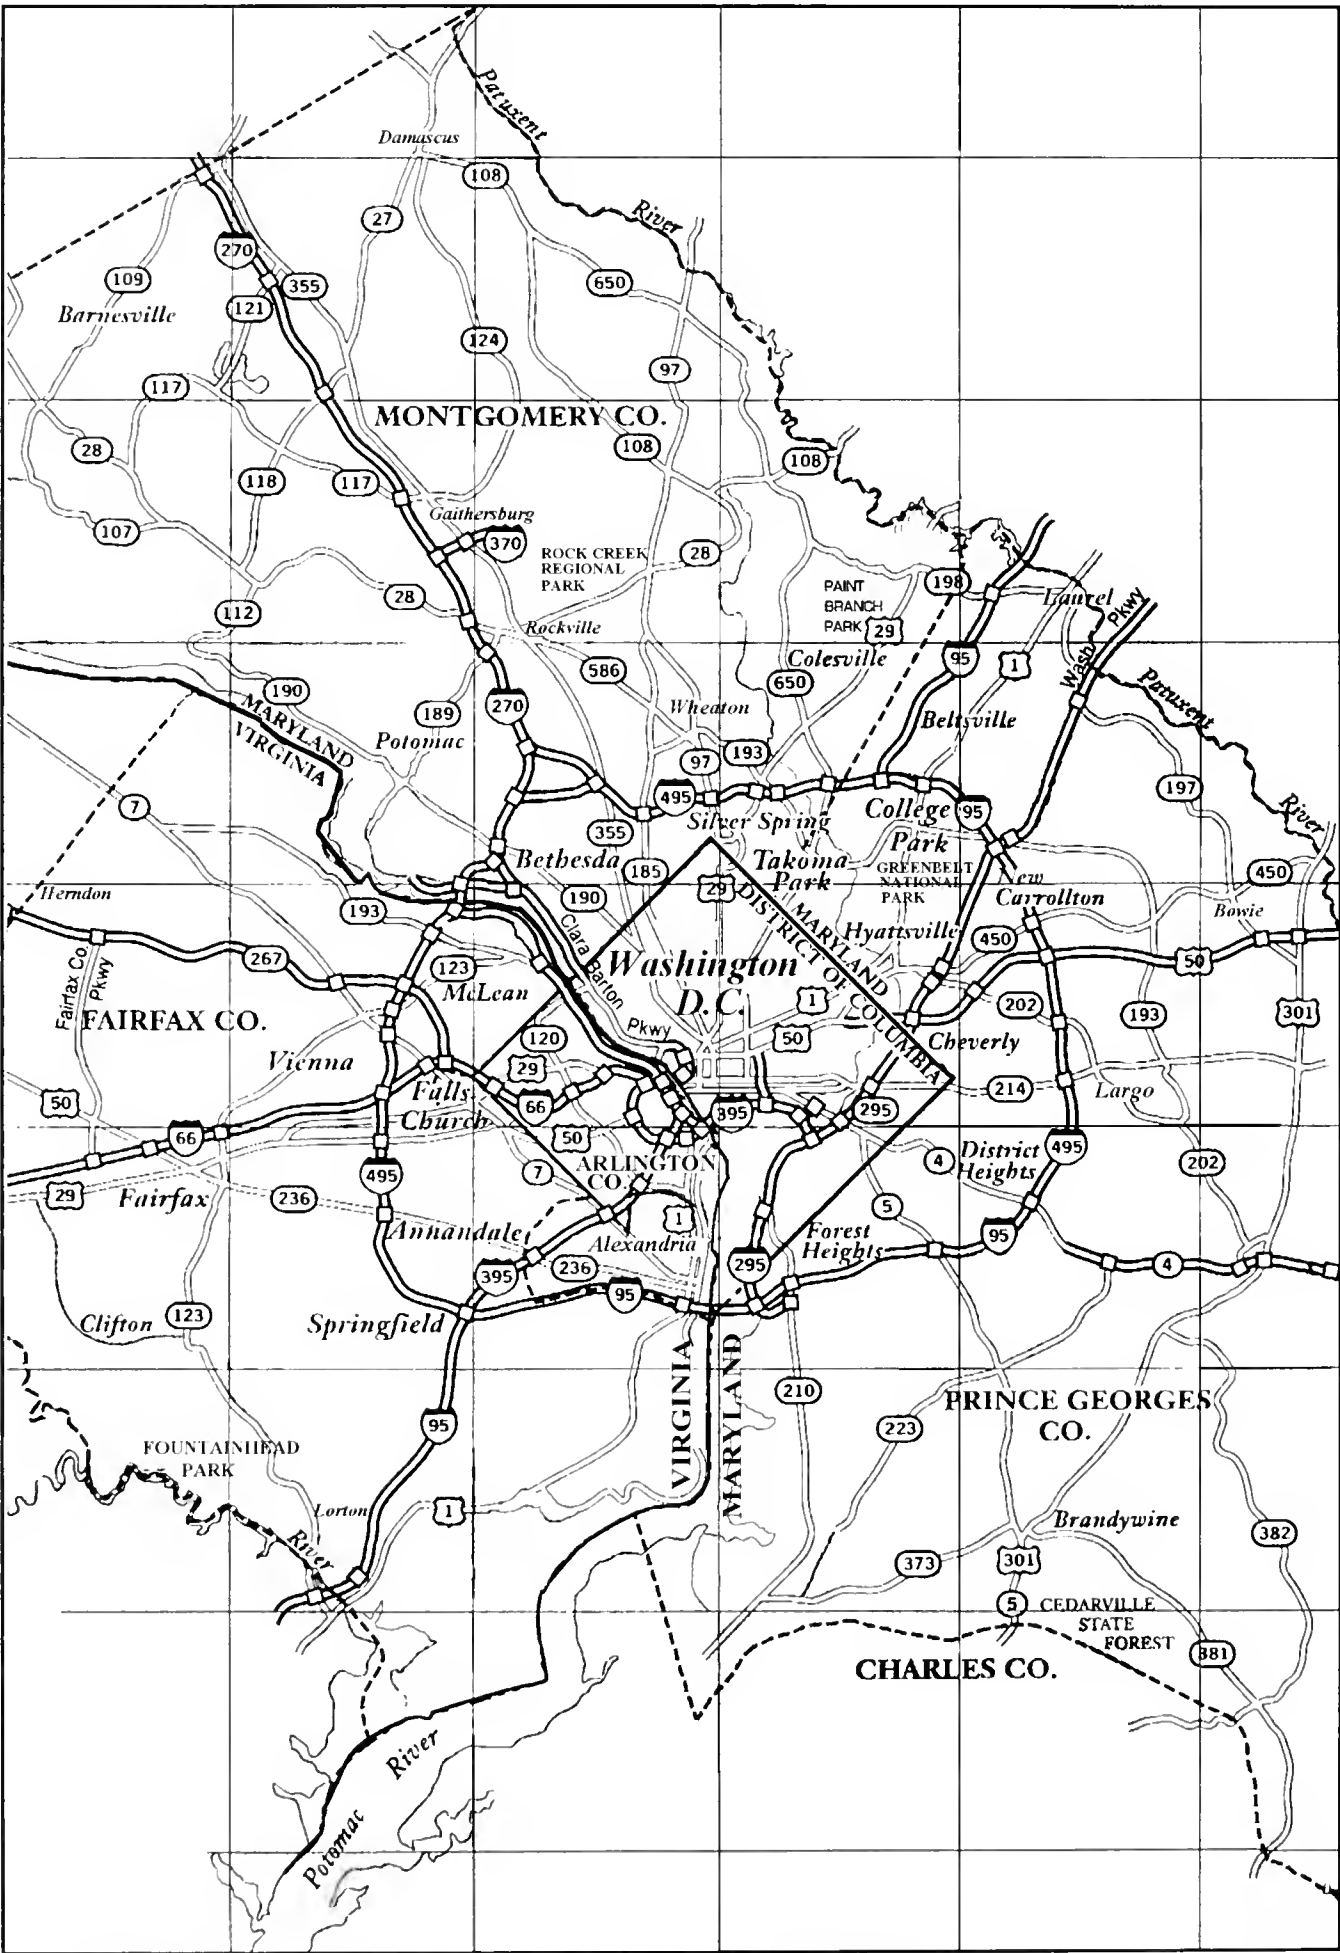 Patuxent
Damascus
108
River
27
270
109
355
650
121
Barnesville
124
97
117
MONTGOMERY CO.
108
28
108
118
117
Gaithersburg
107
370
28
ROCK CREEK
REGIONAL
PARK
198
PAINT
BRANCH
PARK
28
Laurel
112
Pkwy
Rockville
29
Colesville
95
1
Wash
586
650
190
Patuxent
270
189
Wheaton
Beltsville
MARYLAND
VIRGINIA
Potomac
193
97
197
495
7
College
Park
95
River
Silver Spring
355
Bethesda
Takoma
Park
GREENBELT
NATIONAL
PARK
185
450
New
Carrollton
29
Herndon
190
193
Bowie
MARYLAND
DISTRICT OF COLUMBIA
Hyattsville
450
Clara Barton
Pkwy
267
Washington
D.C.
50
123
McLean
Fairfax Co.
Pkwy
1
202
193
301
FAIRFAX CO.
120
50
Cheverly
Vienna
29
214
Largo
Falls
Church
50
66
395
295
66
50
495
District
Heights
ARLINGTON
CO.
4
202
495
7
29
Fairfax
236
5
1
Annandale
Forest
Heights
95
Alexandria
295
4
395
236
95
Clifton
123
Springfield
VIRGINIA
MARYLAND
210
PRINCE GEORGES
CO.
95
223
FOUNTAINHEAD
PARK
Lorton
1
Brandywine
382
River
373
301
5
CEDARVILLE
STATE
FOREST
381
CHARLES CO.
River
Potomac